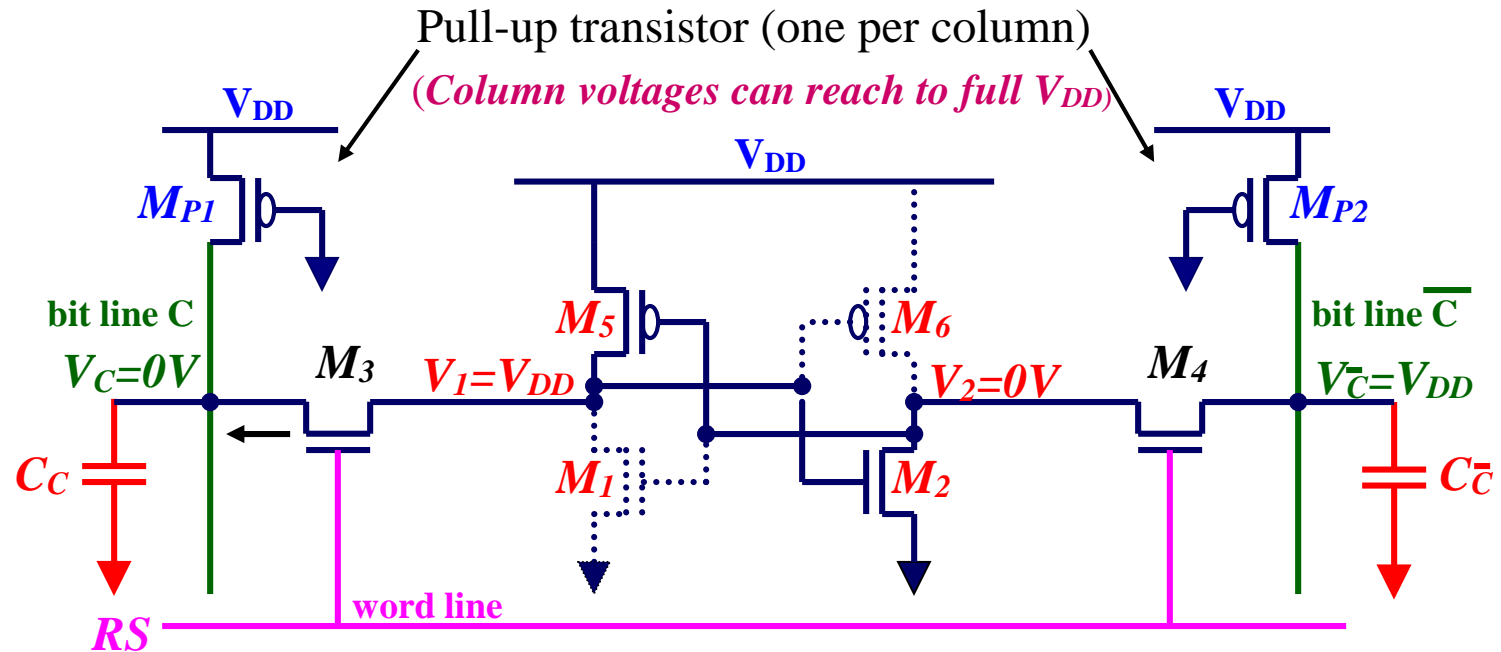 Pull-up transistor (one per column)
(Column voltages can reach to full VDD)
VDD
VDD
VDD
MP1
MP2
bit line C
bit line C̅
M5
M6
VC=0V
M3
V1=VDD
V2=0V
M4
VC̅=VDD
CC
M1
M2
CC̅
word line
RS